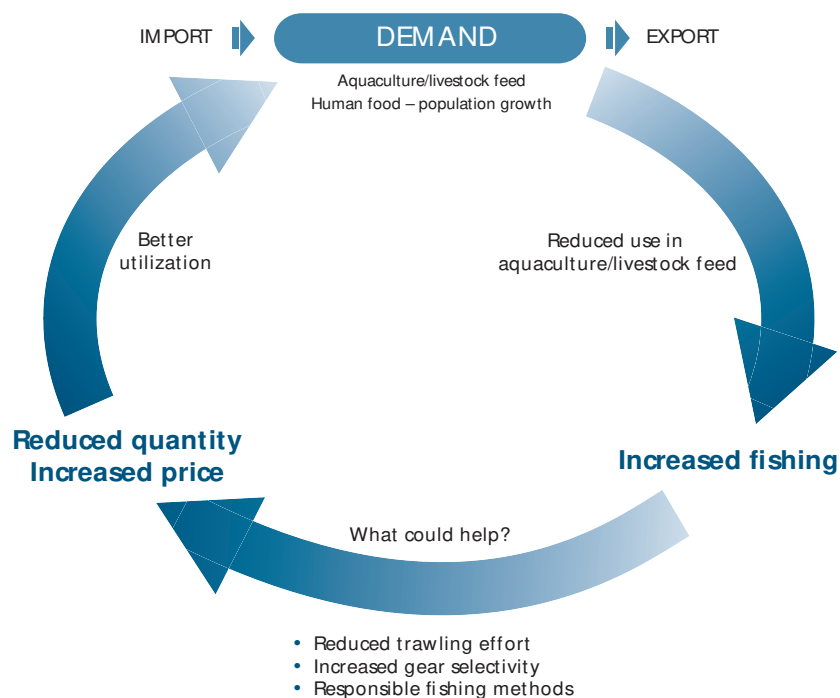 IMPORT
DEMAND
EXPORT
Aquaculture/livestock feed
Human food – population growth
Better
utilization
Reduced use in
aquaculture/livestock feed
Reduced quantity
Increased price
Increased fishing
What could help?
• Reduced trawling effort
• Increased gear selectivity
• Responsible fishing methods